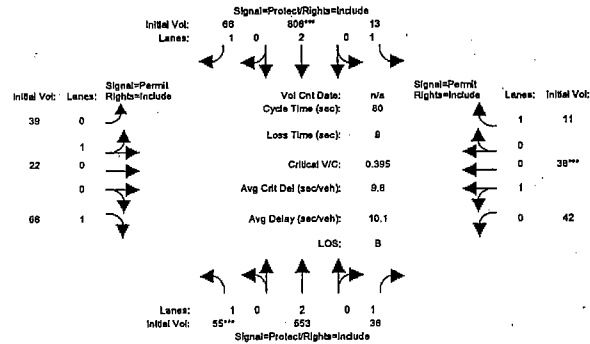 Signal=Protect/Rights=Include
Initial Vol: 66 806*** 13
Lanes: 1 0 2 0 1
Signal=Permit
Initial Vol: Lanes: Rights=Include
Vol Cnt Date: n/a
Signal=Permit
Rights=Include Lanes: Initial Vol:
Cycle Time (sec): 80
39 0
1 11
Loss Time (sec): 9
1
0
22 0
Critical V/C: 0.395
0 38***
0
Avg Crit Del (sec/veh): 9.8
1
66 1
Avg Delay (sec/veh): 10.1
0 42
LOS: B
Lanes: 1 0 2 0 1
Initial Vol: 55*** 553 36
Signal=Protect/Rights=Include